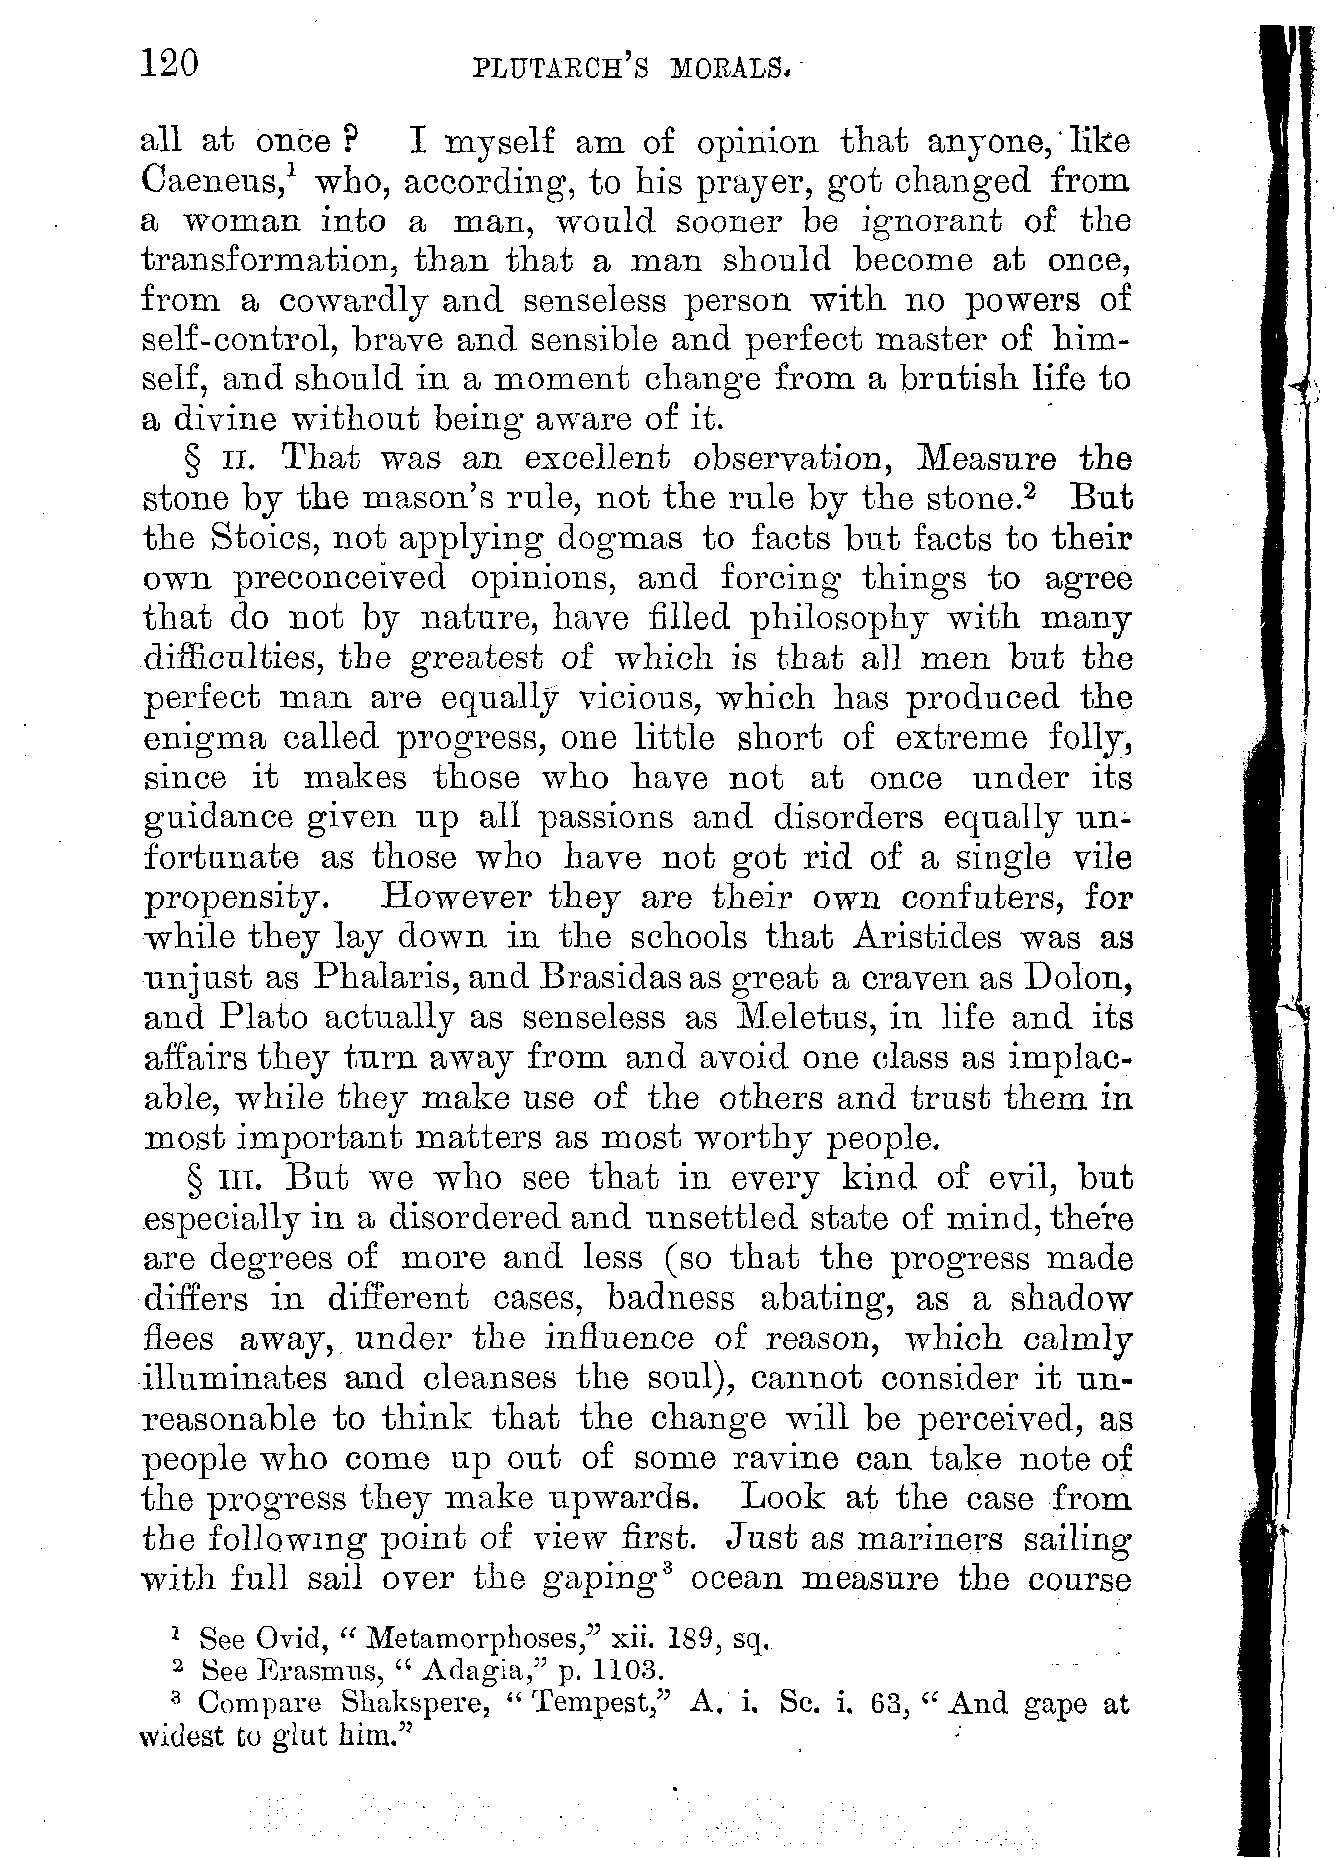 120 PLUTARCH'S MORALS.
all at once ? I myself am of opinion that anyone, like
Caeneus,¹ who, according, to his prayer, got changed from
a woman into a man, would sooner be ignorant of the
transformation, than that a man should become at once,
from a cowardly and senseless person with no powers of
self-control, brave and sensible and perfect master of him-
self, and should in a moment change from a brutish life to
a divine without being aware of it.
§ II. That was an excellent observation, Measure the
stone by the mason's rule, not the rule by the stone.² But
the Stoics, not applying dogmas to facts but facts to their
own preconceived opinions, and forcing things to agree
that do not by nature, have filled philosophy with many
difficulties, the greatest of which is that all men but the
perfect man are equally vicious, which has produced the
enigma called progress, one little short of extreme folly,
since it makes those who have not at once under its
guidance given up all passions and disorders equally un-
fortunate as those who have not got rid of a single vile
propensity. However they are their own confuters, for
while they lay down in the schools that Aristides was as
unjust as Phalaris, and Brasidas as great a craven as Dolon,
and Plato actually as senseless as Meletus, in life and its
affairs they turn away from and avoid one class as implac-
able, while they make use of the others and trust them in
most important matters as most worthy people.
§ III. But we who see that in every kind of evil, but
especially in a disordered and unsettled state of mind, there
are degrees of more and less (so that the progress made
differs in different cases, badness abating, as a shadow
flees away, under the influence of reason, which calmly
illuminates and cleanses the soul), cannot consider it un-
reasonable to think that the change will be perceived, as
people who come up out of some ravine can take note of
the progress they make upwards. Look at the case from
the following point of view first. Just as mariners sailing
with full sail over the gaping³ ocean measure the course
¹ See Ovid, "Metamorphoses," xii. 189, sq.
² See Erasmus, "Adagia," p. 1103.
³ Compare Shakspere, "Tempest," A. i. Sc. i. 63, "And gape at
widest to glut him."